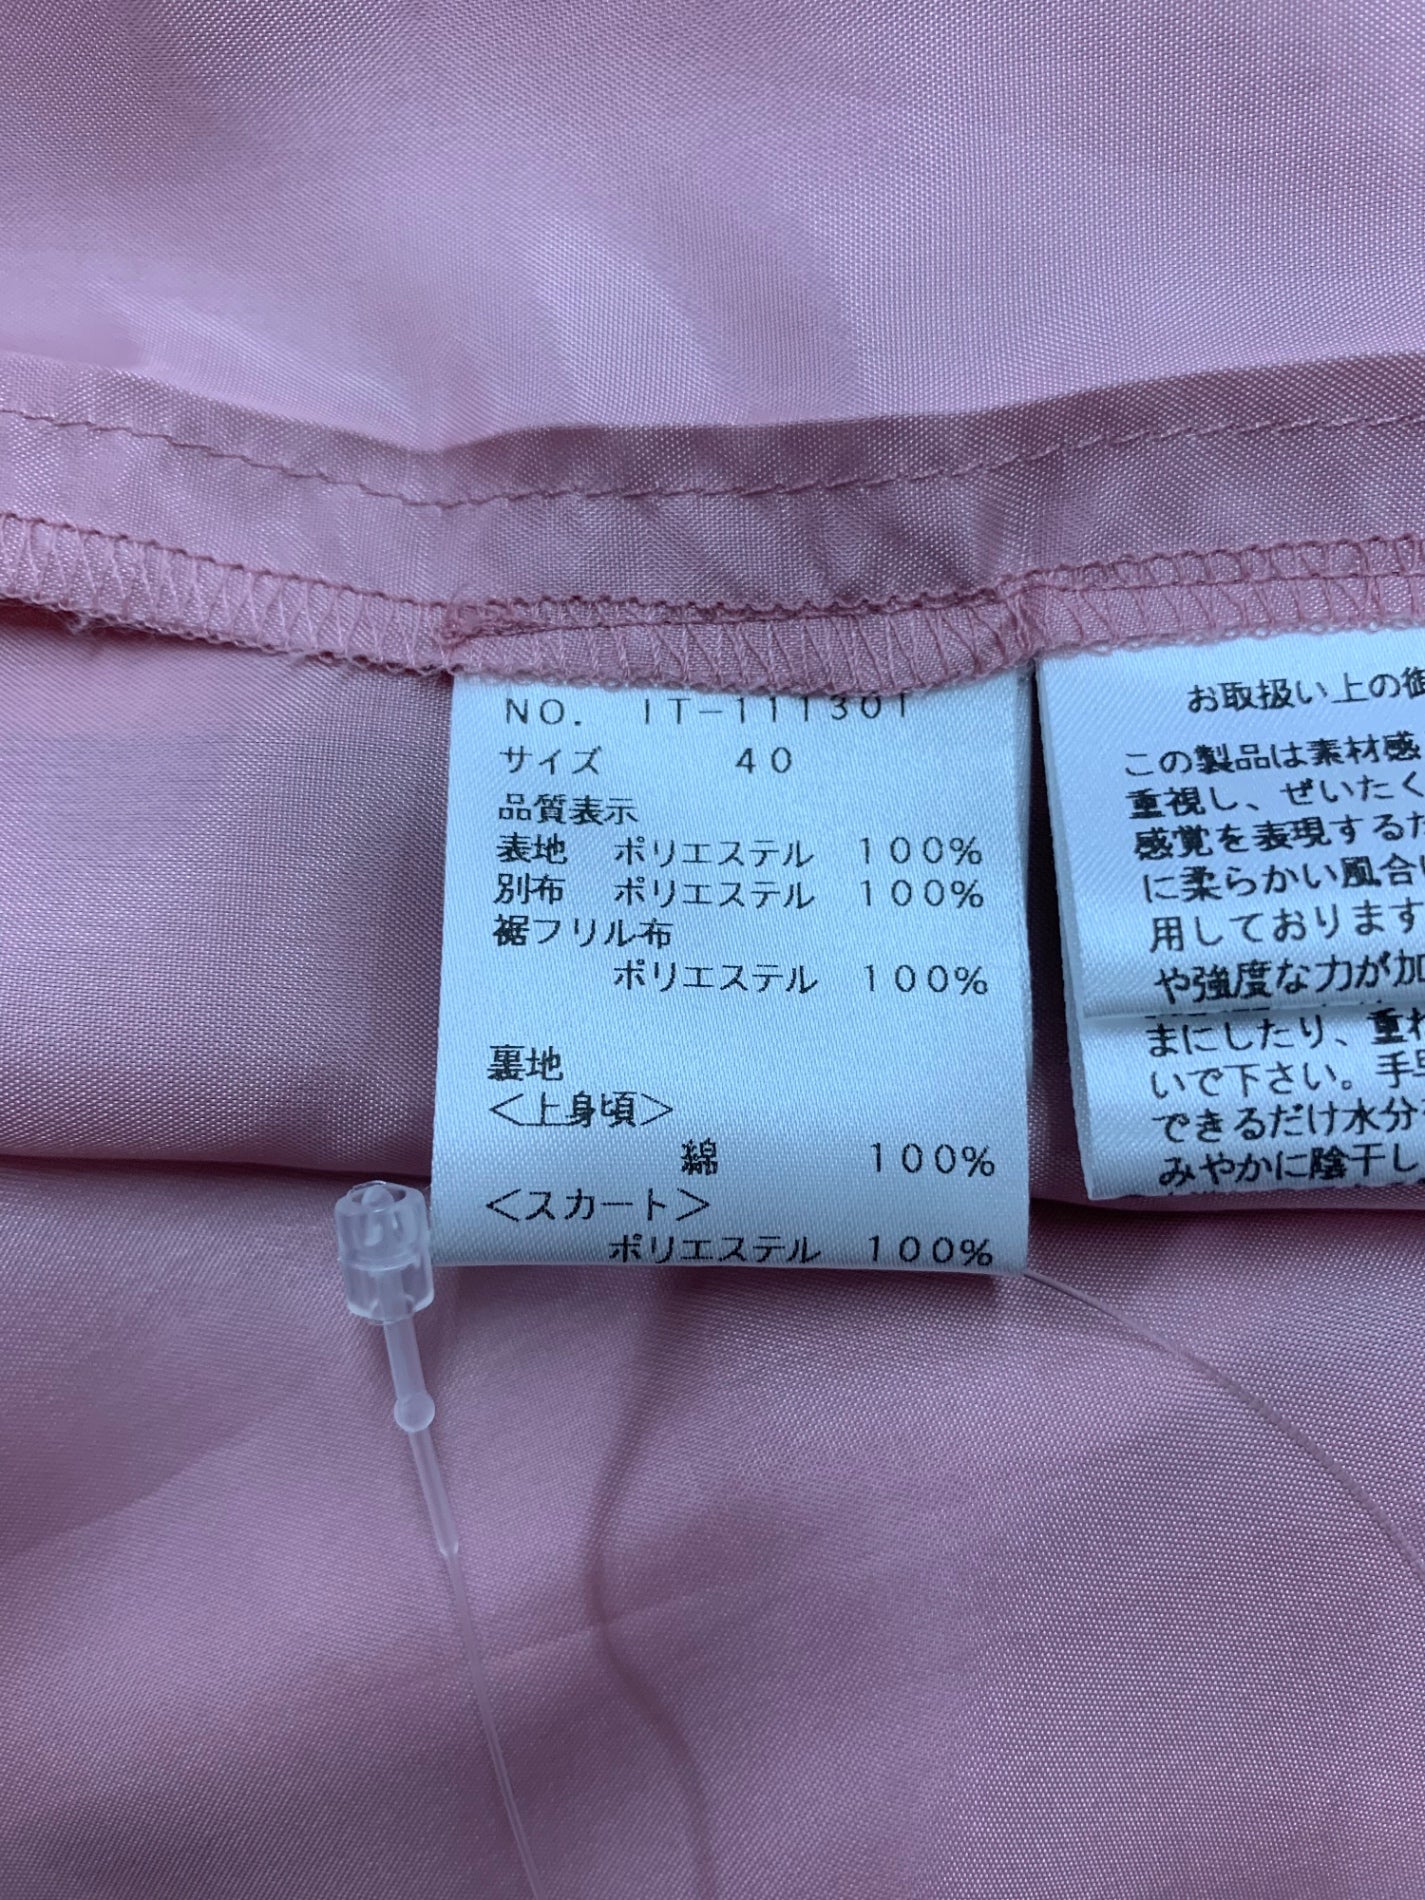 NO. IT-111301
サイズ 40
品質表示
表地 ポリエステル 100%
別布 ポリエステル 100%
裾フリル布
ポリエステル 100%
裏地
<上身頃>
綿 100%
<スカート>
ポリエステル 100%
お取扱い上の御
この製品は素材感
重視し、ぜいたく
感覚を表現するた
に柔らかい風合い
用しております
や強度な力が加
まにしたり、重ね
いで下さい。手早
できるだけ水分
みやかに陰干し